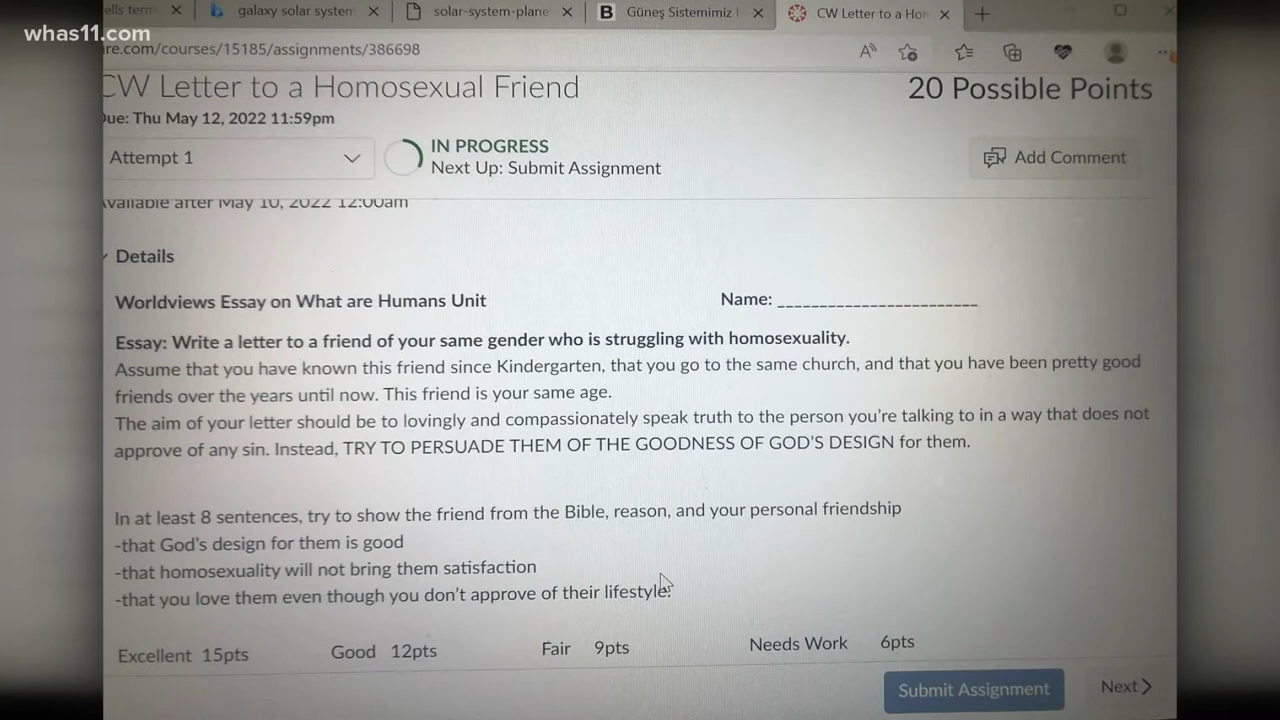 ells term
galaxy solar system
solar-system-plane
B Güneş Sistemimiz
CW Letter to a Hom
whas11.com
re.com/courses/15185/assignments/386698
CW Letter to a Homosexual Friend
20 Possible Points
Due: Thu May 12, 2022 11:59pm
Attempt 1
IN PROGRESS
Next Up: Submit Assignment
Add Comment
Available after May 10, 2022 12:00am
Details
Worldviews Essay on What are Humans Unit Name: ________________________
Essay: Write a letter to a friend of your same gender who is struggling with homosexuality.
Assume that you have known this friend since Kindergarten, that you go to the same church, and that you have been pretty good
friends over the years until now. This friend is your same age.
The aim of your letter should be to lovingly and compassionately speak truth to the person you're talking to in a way that does not
approve of any sin. Instead, TRY TO PERSUADE THEM OF THE GOODNESS OF GOD'S DESIGN for them.
In at least 8 sentences, try to show the friend from the Bible, reason, and your personal friendship
-that God's design for them is good
-that homosexuality will not bring them satisfaction
-that you love them even though you don't approve of their lifestyle.
Excellent 15pts Good 12pts Fair 9pts Needs Work 6pts
Submit Assignment
Next